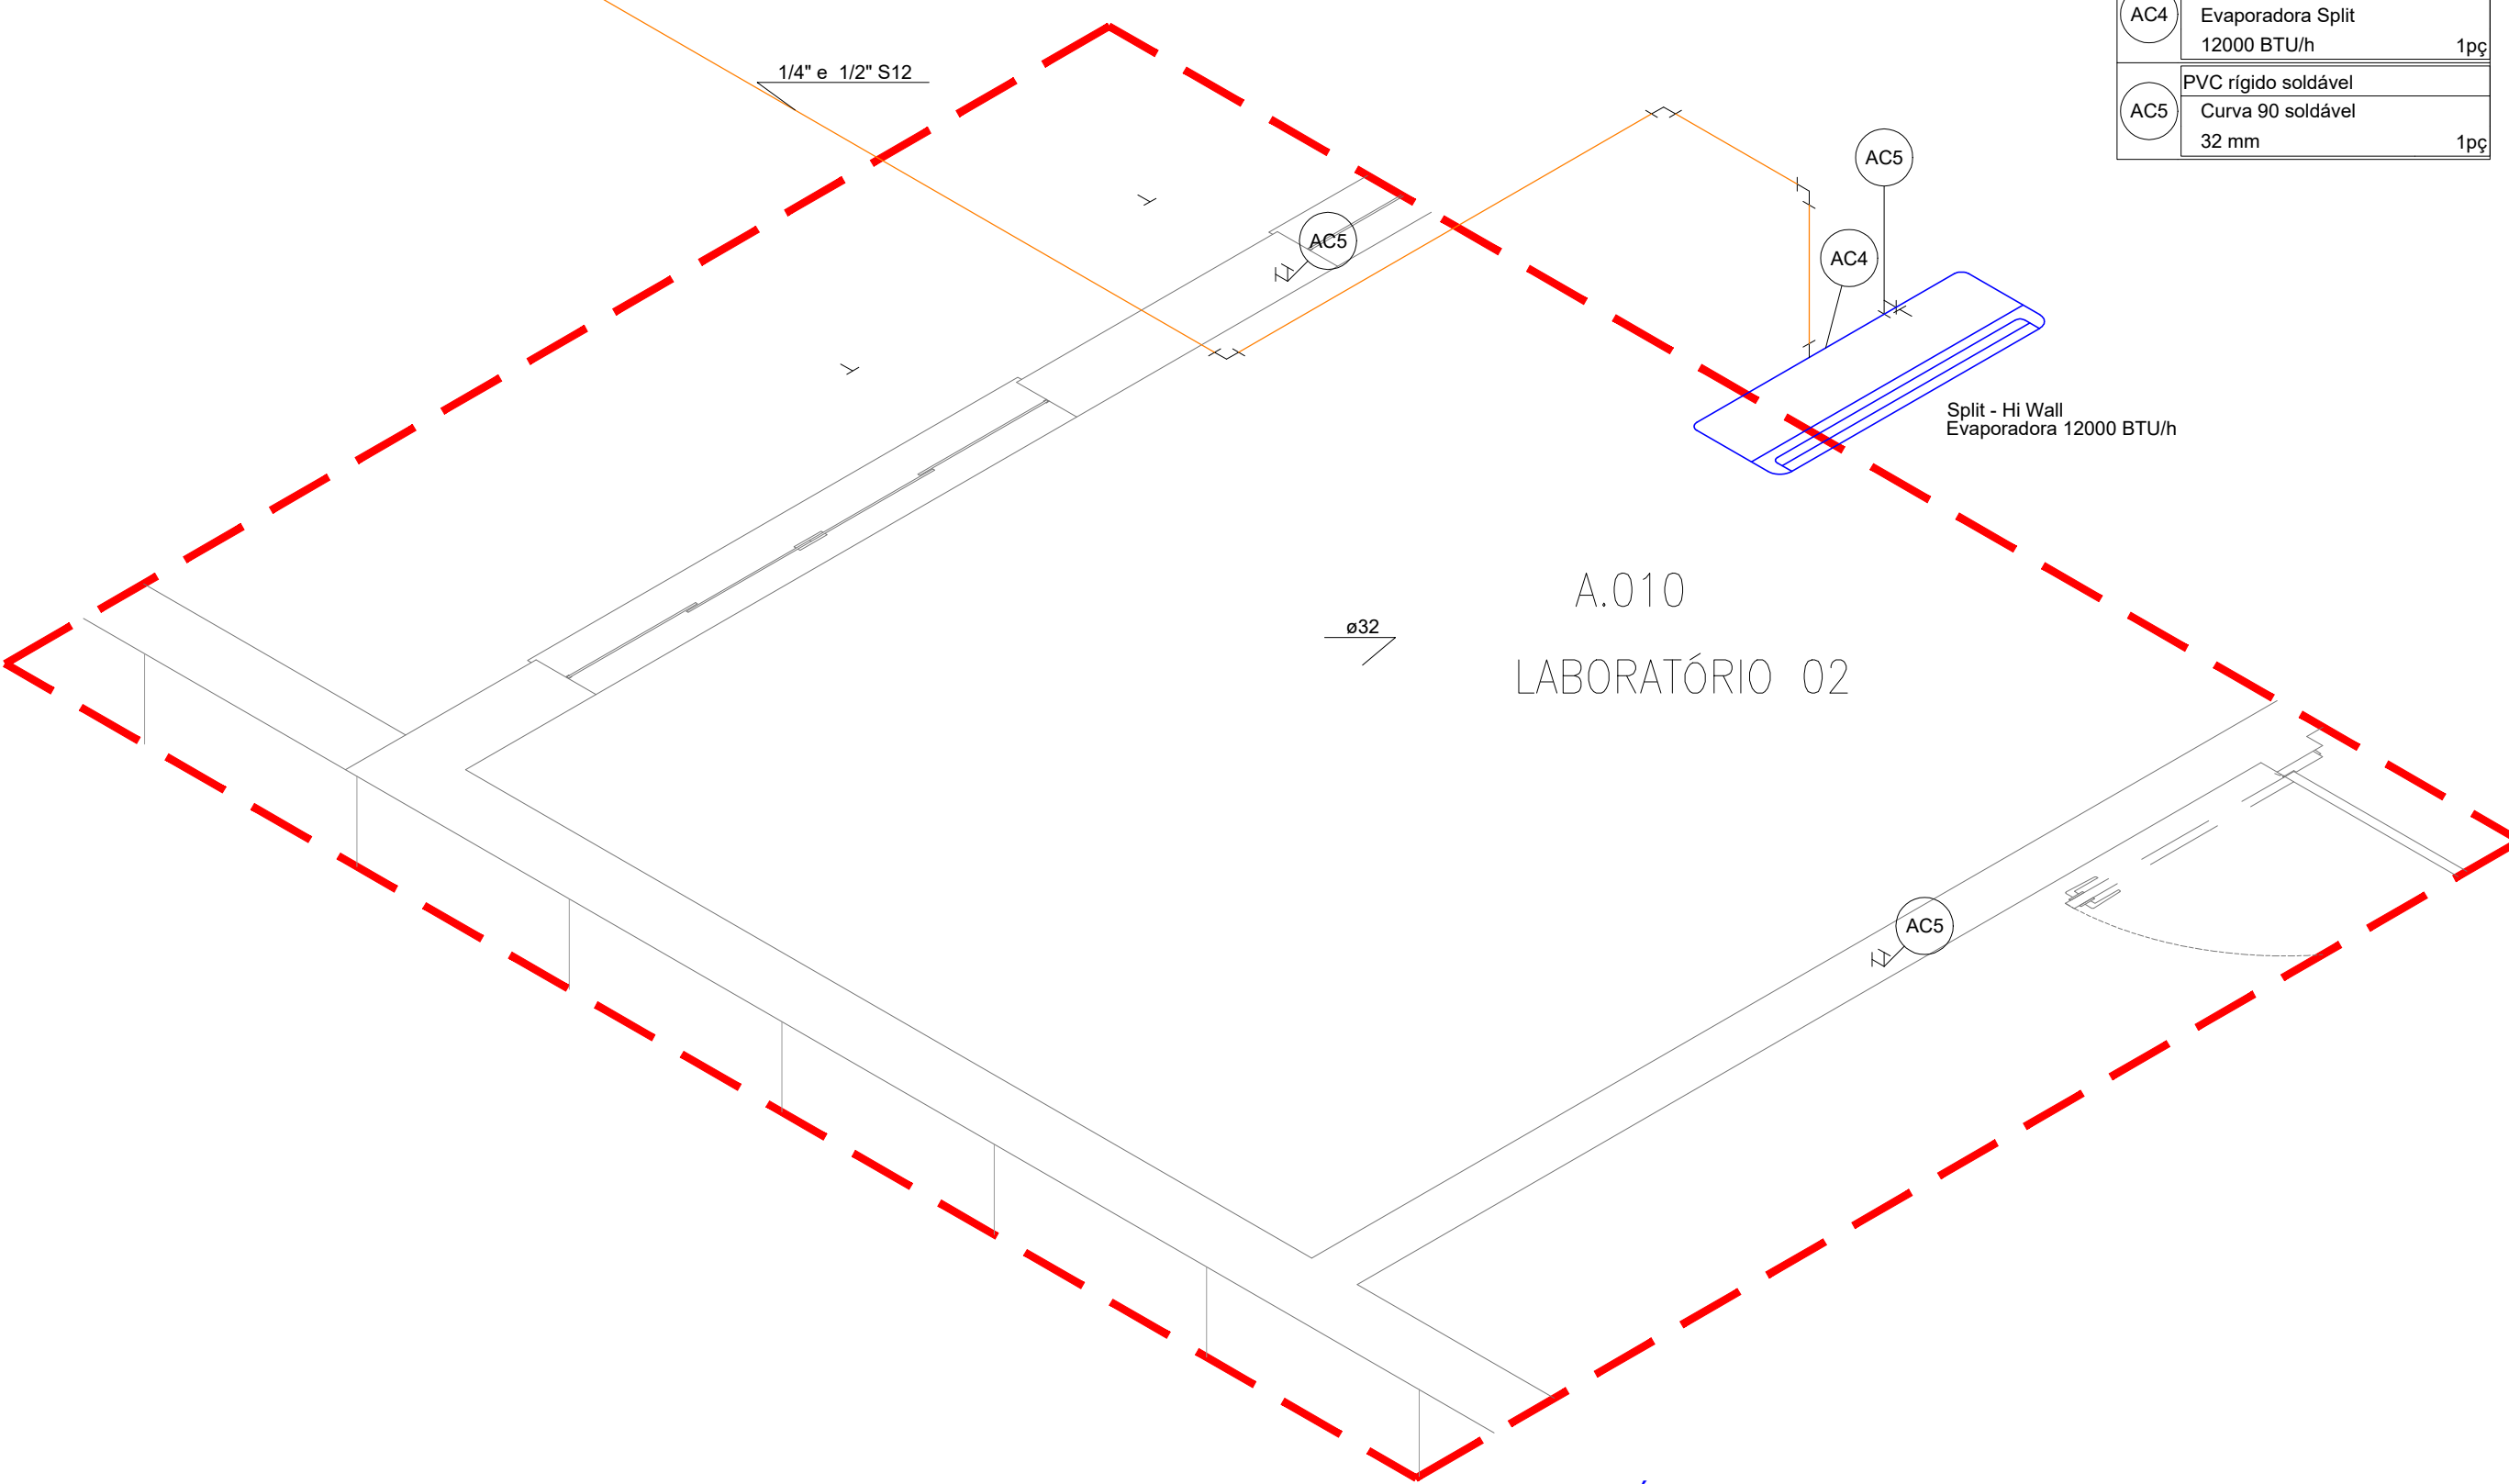 AC4
Evaporadora Split
12000 BTU/h 1pç
PVC rígido soldável
AC5
Curva 90 soldável
32 mm 1pç
1/4" e 1/2" S12
AC5
AC5
AC4
Split - Hi Wall
Evaporadora 12000 BTU/h
A.010
ø32
LABORATÓRIO 02
AC5